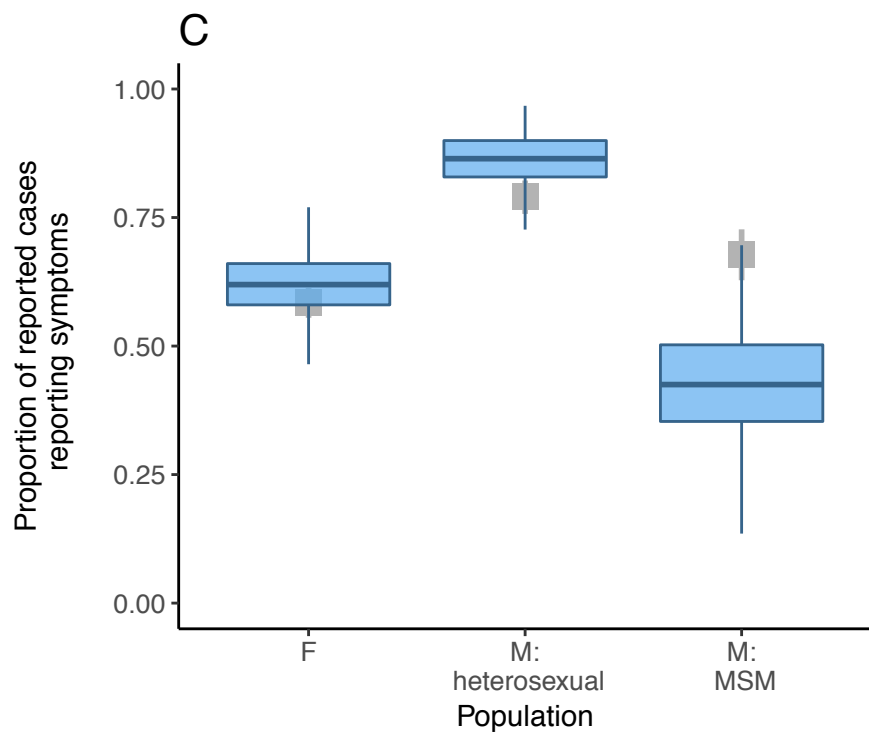 C
Proportion of reported cases
reporting symptoms
1.00
0.75
0.50
0.25
0.00
F
M:
heterosexual
M:
MSM
Population